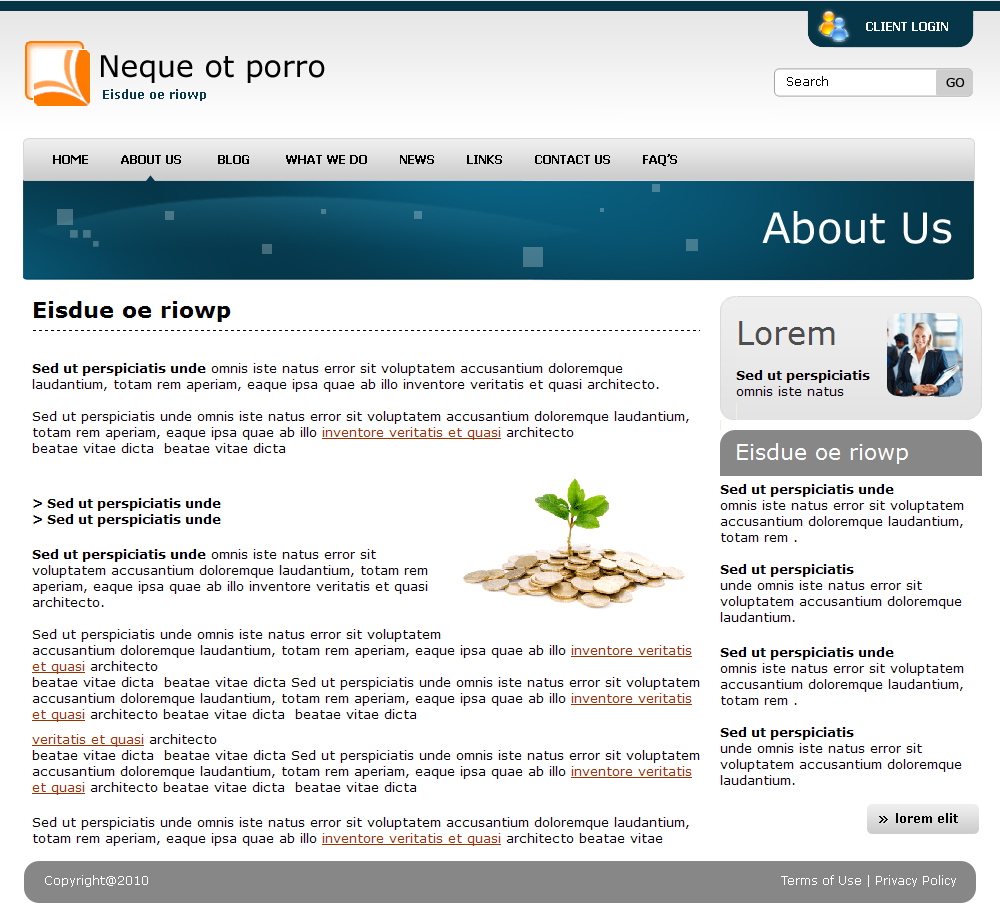 CLIENT LOGIN
Neque ot porro
Eisdue oe riowp
Search
GO
HOME ABOUT US BLOG WHAT WE DO NEWS LINKS CONTACT US FAQ'S
About Us
Eisdue oe riowp
Sed ut perspiciatis unde omnis iste natus error sit voluptatem accusantium doloremque
laudantium, totam rem aperiam, eaque ipsa quae ab illo inventore veritatis et quasi architecto.
Sed ut perspiciatis unde omnis iste natus error sit voluptatem accusantium doloremque laudantium,
totam rem aperiam, eaque ipsa quae ab illo inventore veritatis et quasi architecto
beatae vitae dicta  beatae vitae dicta
> Sed ut perspiciatis unde
> Sed ut perspiciatis unde
Sed ut perspiciatis unde omnis iste natus error sit
voluptatem accusantium doloremque laudantium, totam rem
aperiam, eaque ipsa quae ab illo inventore veritatis et quasi
architecto.
Sed ut perspiciatis unde omnis iste natus error sit voluptatem
accusantium doloremque laudantium, totam rem aperiam, eaque ipsa quae ab illo inventore veritatis
et quasi architecto
beatae vitae dicta  beatae vitae dicta Sed ut perspiciatis unde omnis iste natus error sit voluptatem
accusantium doloremque laudantium, totam rem aperiam, eaque ipsa quae ab illo inventore veritatis
et quasi architecto beatae vitae dicta  beatae vitae dicta
veritatis et quasi architecto
beatae vitae dicta  beatae vitae dicta Sed ut perspiciatis unde omnis iste natus error sit voluptatem
accusantium doloremque laudantium, totam rem aperiam, eaque ipsa quae ab illo inventore veritatis
et quasi architecto beatae vitae dicta  beatae vitae dicta
Sed ut perspiciatis unde omnis iste natus error sit voluptatem accusantium doloremque laudantium,
totam rem aperiam, eaque ipsa quae ab illo inventore veritatis et quasi architecto beatae vitae
Lorem
Sed ut perspiciatis
omnis iste natus
Eisdue oe riowp
Sed ut perspiciatis unde
omnis iste natus error sit voluptatem
accusantium doloremque laudantium,
totam rem .
Sed ut perspiciatis
unde omnis iste natus error sit
voluptatem accusantium doloremque
laudantium.
Sed ut perspiciatis unde
omnis iste natus error sit voluptatem
accusantium doloremque laudantium,
totam rem .
Sed ut perspiciatis
unde omnis iste natus error sit
voluptatem accusantium doloremque
laudantium.
» lorem elit
Copyright@2010
Terms of Use | Privacy Policy